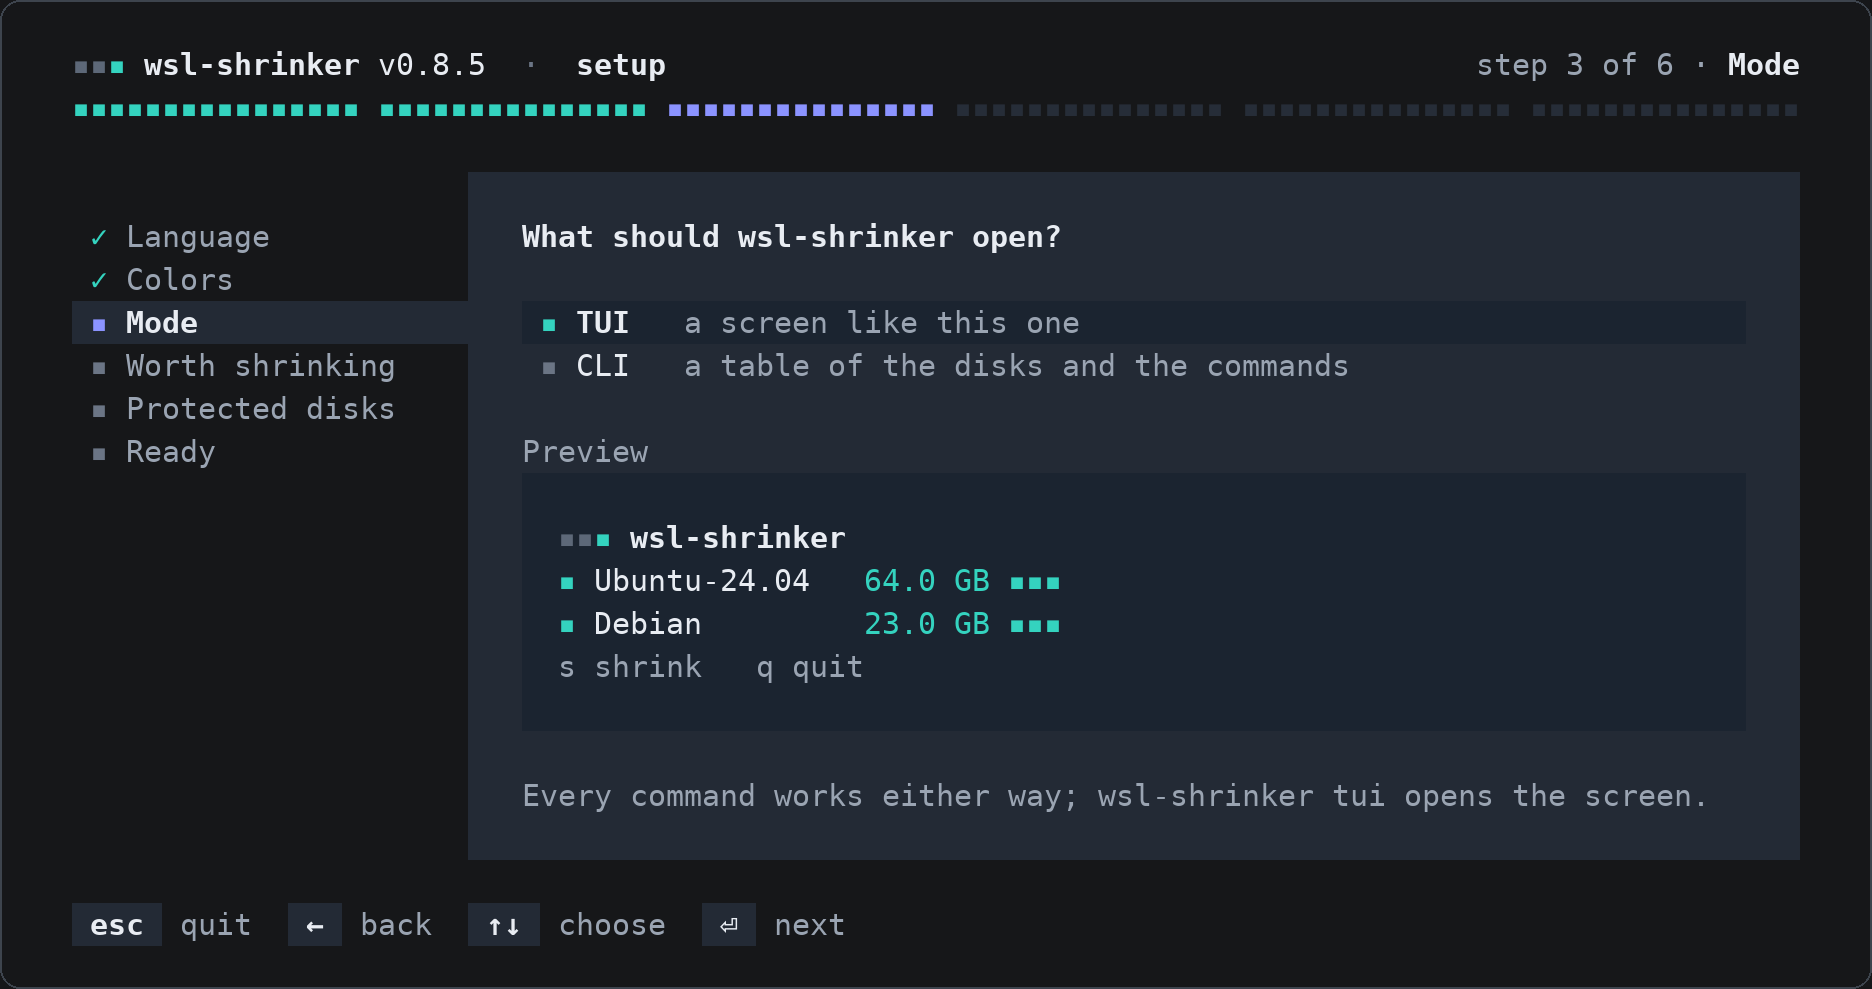 wsl-shrinker v0.8.5 · setup
step 3 of 6 · Mode
✓ Language
✓ Colors
Mode
Worth shrinking
Protected disks
Ready
What should wsl-shrinker open?
TUI a screen like this one
CLI a table of the disks and the commands
Preview
wsl-shrinker
Ubuntu-24.04 64.0 GB
Debian 23.0 GB
s shrink q quit
Every command works either way; wsl-shrinker tui opens the screen.
esc quit ← back ↑↓ choose ⏎ next